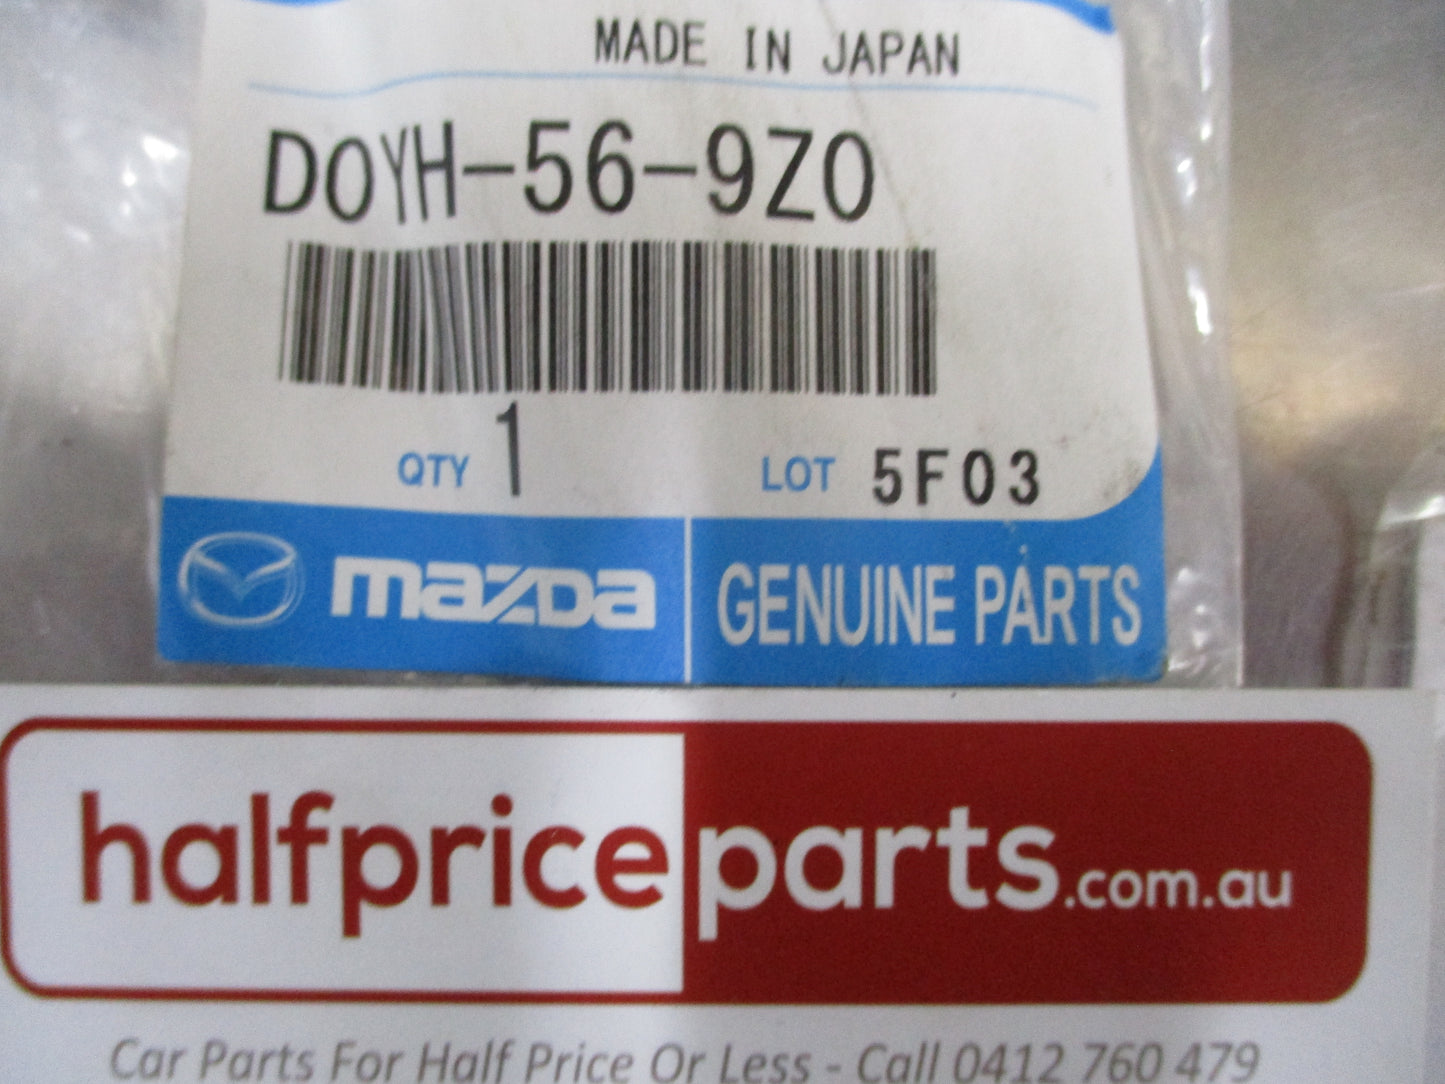 MADE IN JAPAN
D0YH-56-9Z0
QTY 1 LOT 5F03
mazda GENUINE PARTS
halfpriceparts.com.au
Car Parts For Half Price Or Less - Call 0412 760 479